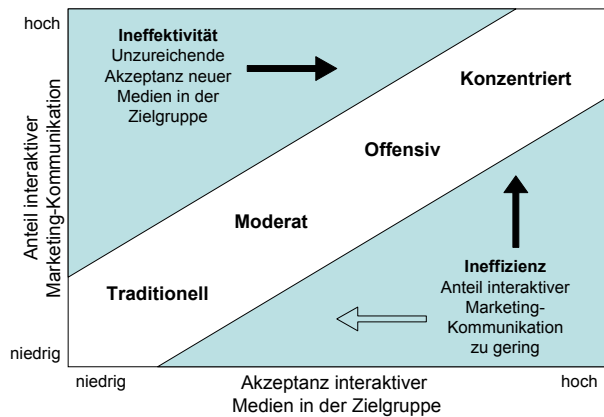 hoch
Ineffektivität
Unzureichende
Akzeptanz neuer
Medien in der
Zielgruppe
Konzentriert
Offensiv
Moderat
Traditionell
Ineffizienz
Anteil interaktiver
Marketing-
Kommunikation
zu gering
Anteil interaktiver
Marketing-Kommunikation
niedrig
niedrig
hoch
Akzeptanz interaktiver
Medien in der Zielgruppe